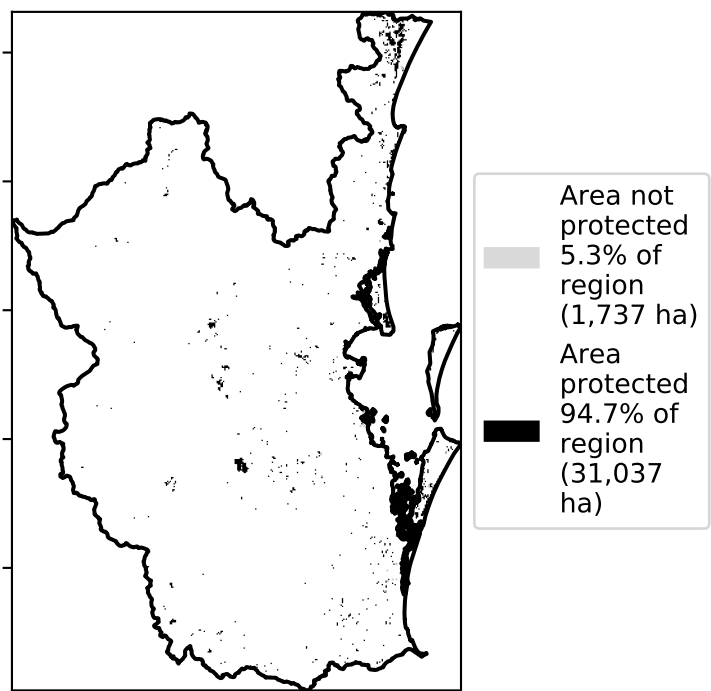 Area not
protected
5.3% of
region
(1,737 ha)
Area
protected
94.7% of
region
(31,037
ha)